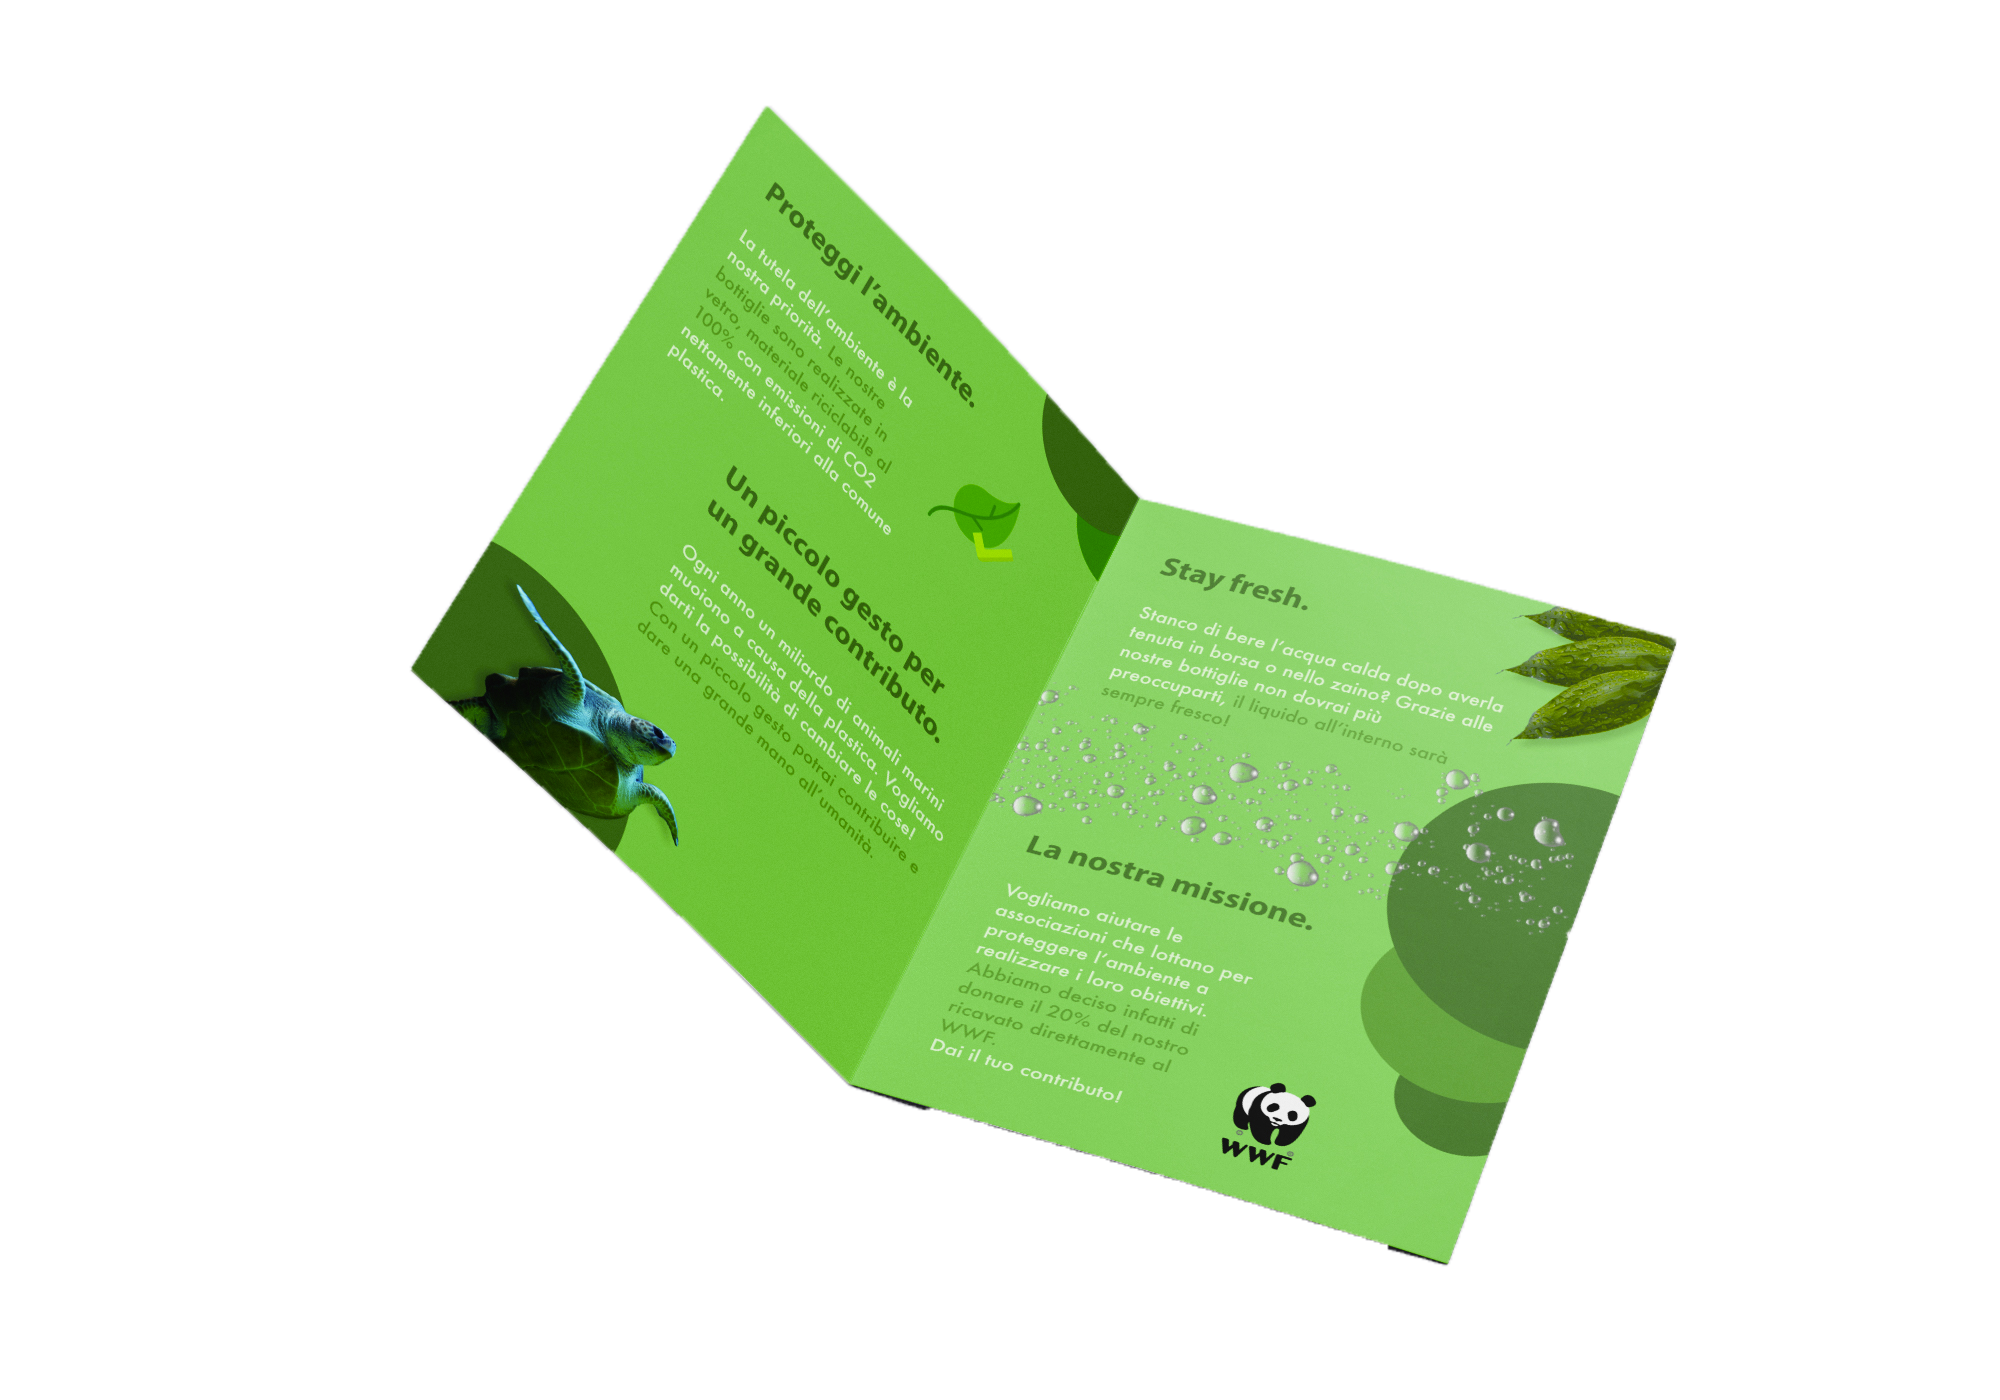 Proteggi l'ambiente.
La tutela dell'ambiente è la
nostra priorità. Le nostre
bottiglie sono realizzate in
vetro, materiale riciclabile al
100% con emissioni di CO2
nettamente inferiori alla comune
plastica.
Un piccolo gesto per
un grande contributo.
Ogni anno un miliardo di animali marini
muoiono a causa della plastica. Vogliamo
darti la possibilità di cambiare le cose!
Con un piccolo gesto potrai contribuire e
dare una grande mano all'umanità.
Stay fresh.
Stanco di bere l'acqua calda dopo averla
tenuta in borsa o nello zaino? Grazie alle
nostre bottiglie non dovrai più
preoccuparti, il liquido all'interno sarà
sempre fresco!
La nostra missione.
Vogliamo aiutare le
associazioni che lottano per
proteggere l'ambiente a
realizzare i loro obiettivi.
Abbiamo deciso infatti di
donare il 20% del nostro
ricavato direttamente al
WWF.
Dai il tuo contributo!
WWF